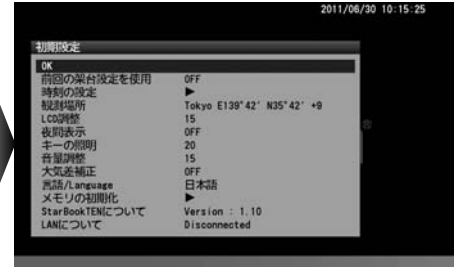 2011/06/30 10:15:25
初期設定
OK
前回の架台設定を使用 OFF
時刻の設定 ▶
観測場所 Tokyo E139°42' N35°42' +9
LCD調整 15
夜間表示 OFF
キーの照明 20
音量調整 15
大気差補正 OFF
言語/Language 日本語
メモリの初期化 ▶
StarBookTENについて Version : 1.10
LANについて Disconnected